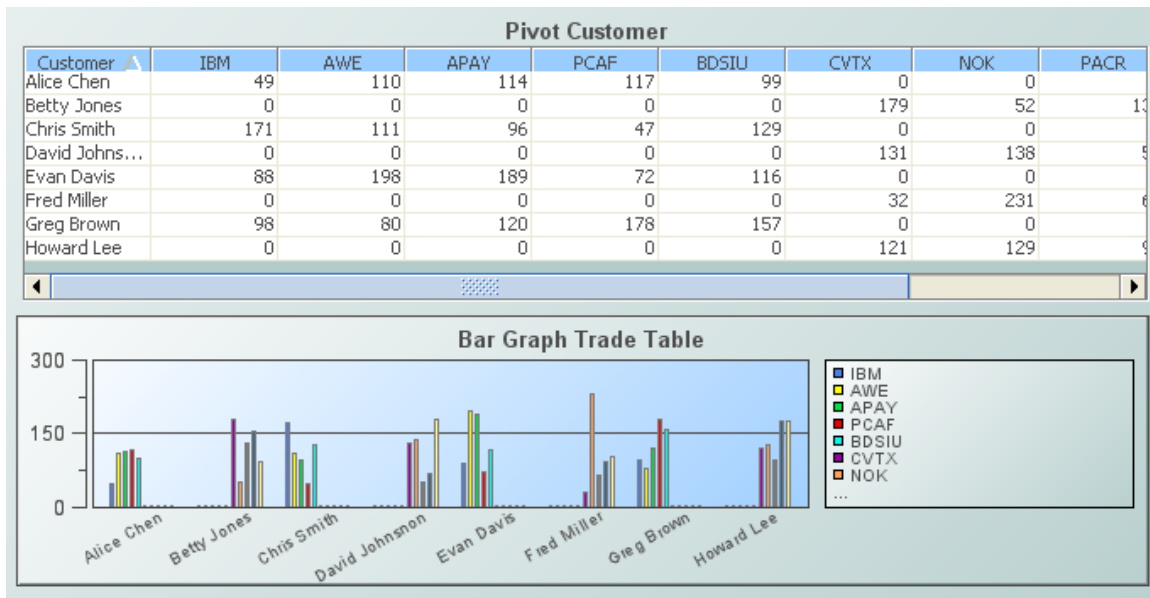 Pivot Customer
Customer IBM AWE APAY PCAF BDSIU CVTX NOK PACR
Alice Chen 49 110 114 117 99 0 0
Betty Jones 0 0 0 0 0 179 52
Chris Smith 171 111 96 47 129 0 0
David Johns... 0 0 0 0 0 131 138
Evan Davis 88 198 189 72 116 0 0
Fred Miller 0 0 0 0 0 32 231
Greg Brown 98 80 120 178 157 0 0
Howard Lee 0 0 0 0 0 121 129
Bar Graph Trade Table
300
150
0
Alice Chen Betty Jones Chris Smith David Johnsnon Evan Davis Fred Miller Greg Brown Howard Lee
IBM
AWE
APAY
PCAF
BDSIU
CVTX
NOK
...